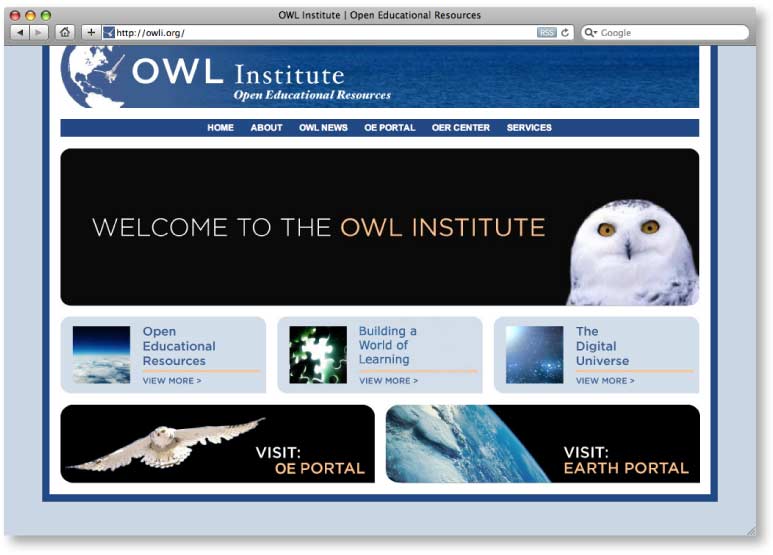 OWL Institute | Open Educational Resources
http://owli.org/
RSS
Google
OWL Institute
Open Educational Resources
HOME ABOUT OWL NEWS OE PORTAL OER CENTER SERVICES
WELCOME TO THE OWL INSTITUTE
Open
Educational
Resources
VIEW MORE >
Building a
World of
Learning
VIEW MORE >
The
Digital
Universe
VIEW MORE >
VISIT:
OE PORTAL
VISIT:
EARTH PORTAL